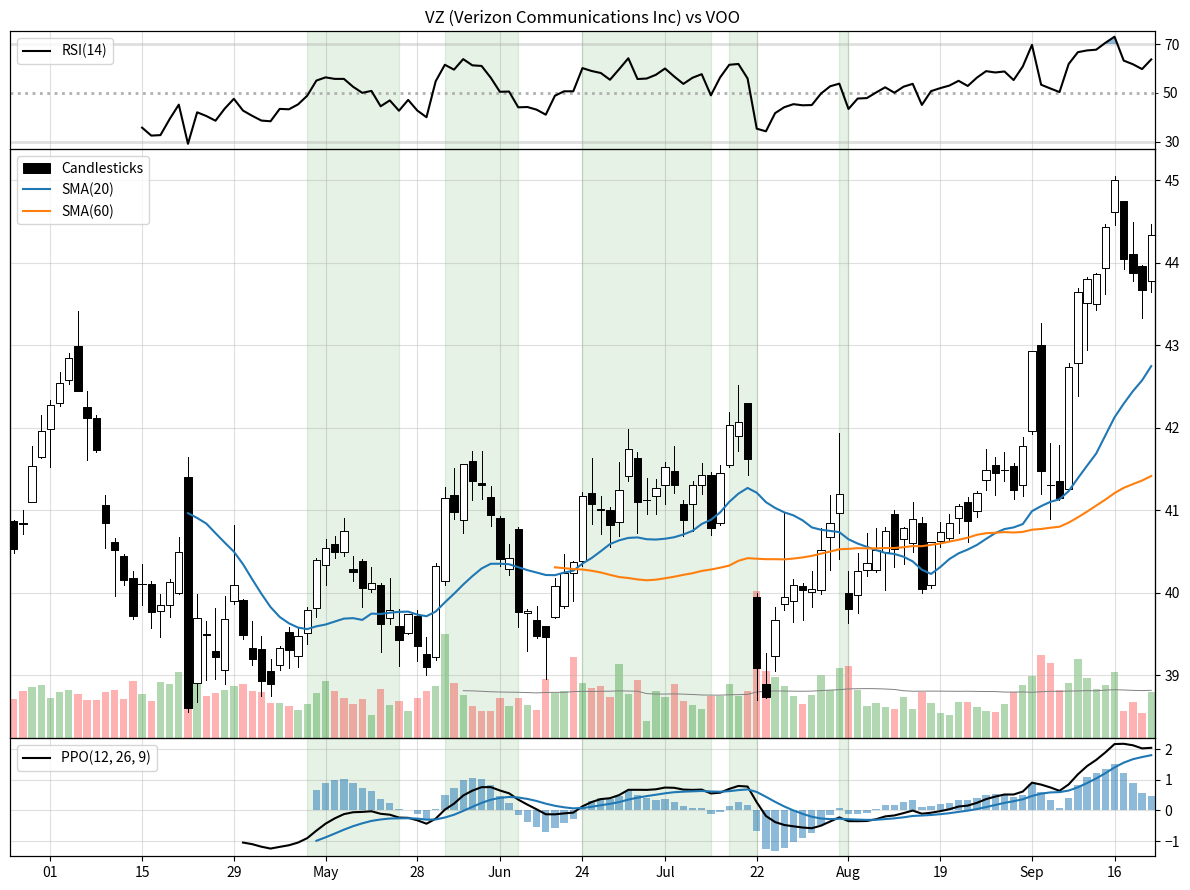 VZ (Verizon Communications Inc) vs VOO
RSI(14)
70
50
30
Candlesticks
SMA(20)
SMA(60)
45
44
43
42
41
40
39
PPO(12, 26, 9)
2
1
0
−1
01 15 29 May 28 Jun 24 Jul 22 Aug 19 Sep 16